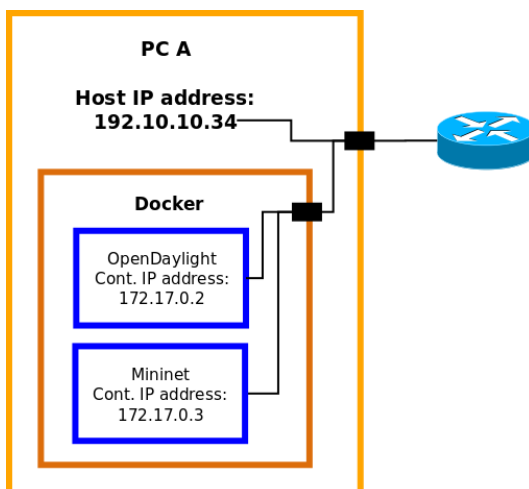 PC A
Host IP address:
192.10.10.34
Docker
OpenDaylight
Cont. IP address:
172.17.0.2
Mininet
Cont. IP address:
172.17.0.3